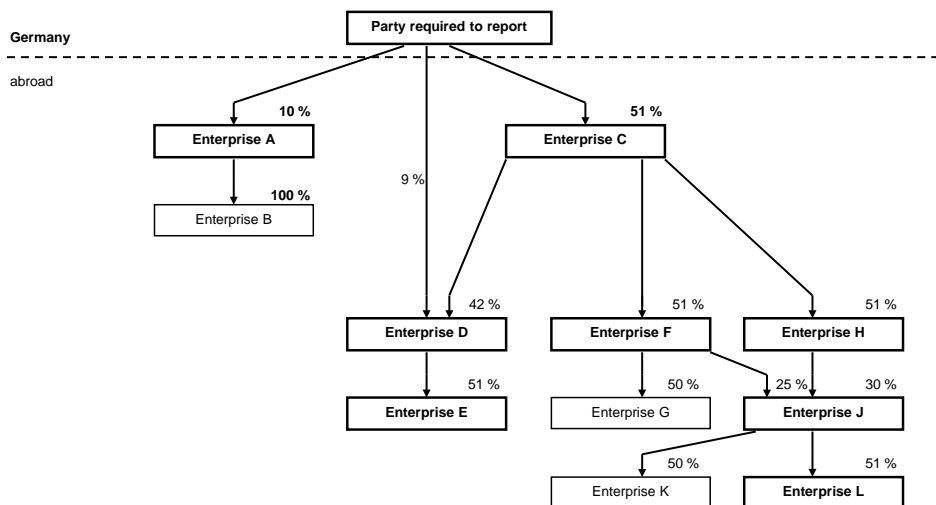 Party required to report
Germany
abroad
10 %
51 %
Enterprise A
Enterprise C
9 %
100 %
Enterprise B
42 %
51 %
51 %
Enterprise D
Enterprise F
Enterprise H
51 %
50 %
25 %
30 %
Enterprise E
Enterprise G
Enterprise J
50 %
51 %
Enterprise K
Enterprise L